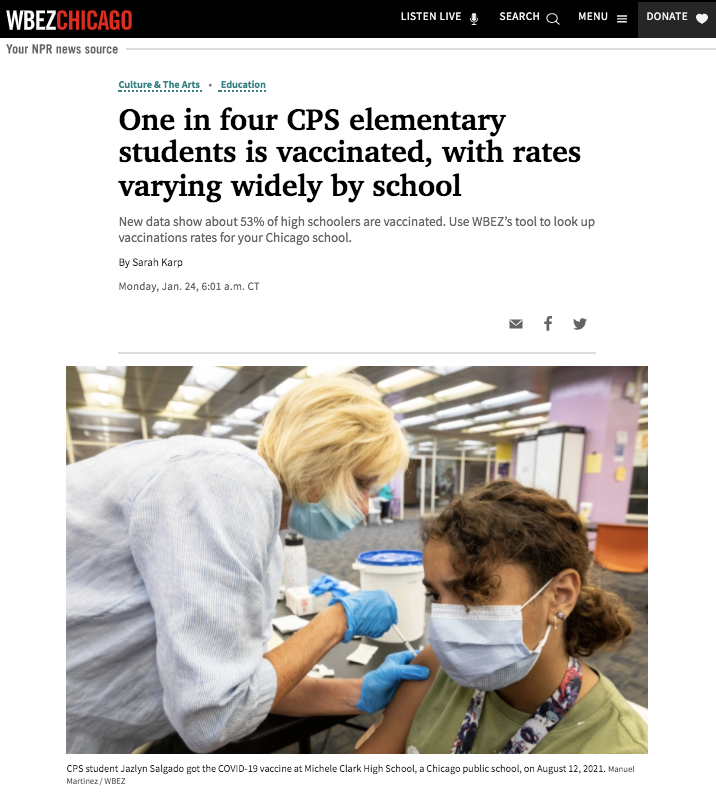 WBEZCHICAGO
LISTEN LIVE
SEARCH
MENU
DONATE
Your NPR news source
Culture & The Arts • Education
One in four CPS elementary
students is vaccinated, with rates
varying widely by school
New data show about 53% of high schoolers are vaccinated. Use WBEZ’s tool to look up
vaccinations rates for your Chicago school.
By Sarah Karp
Monday, Jan. 24, 6:01 a.m. CT
CPS student Jazlyn Salgado got the COVID-19 vaccine at Michele Clark High School, a Chicago public school, on August 12, 2021. Manuel
Martinez / WBEZ